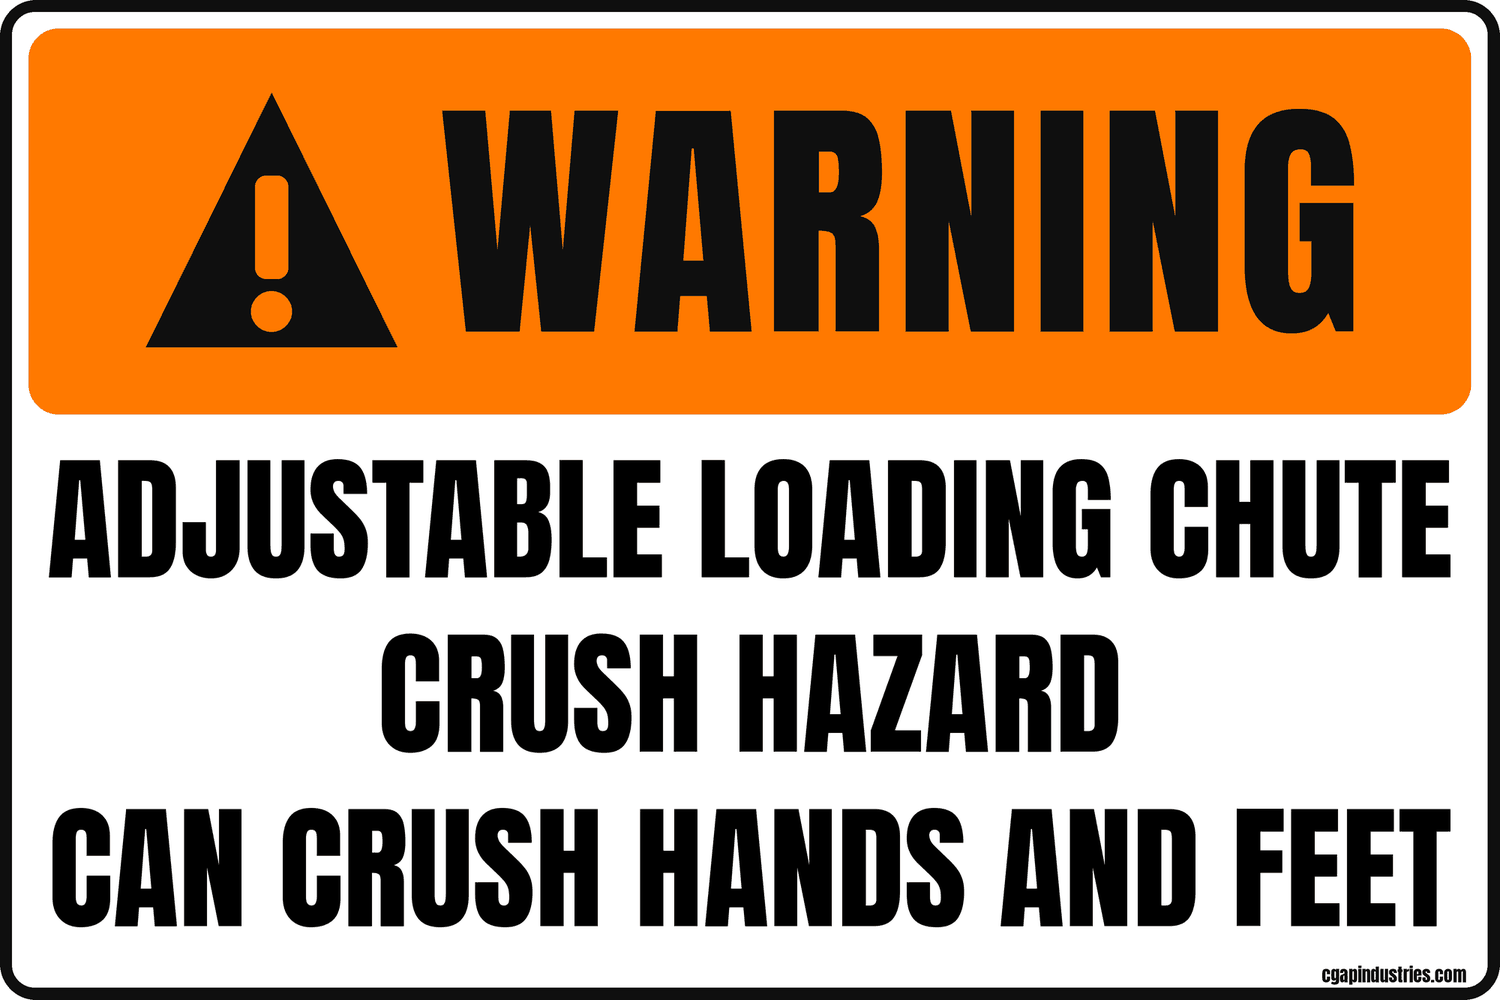 WARNING
ADJUSTABLE LOADING CHUTE
CRUSH HAZARD
CAN CRUSH HANDS AND FEET
cgapindustries.com